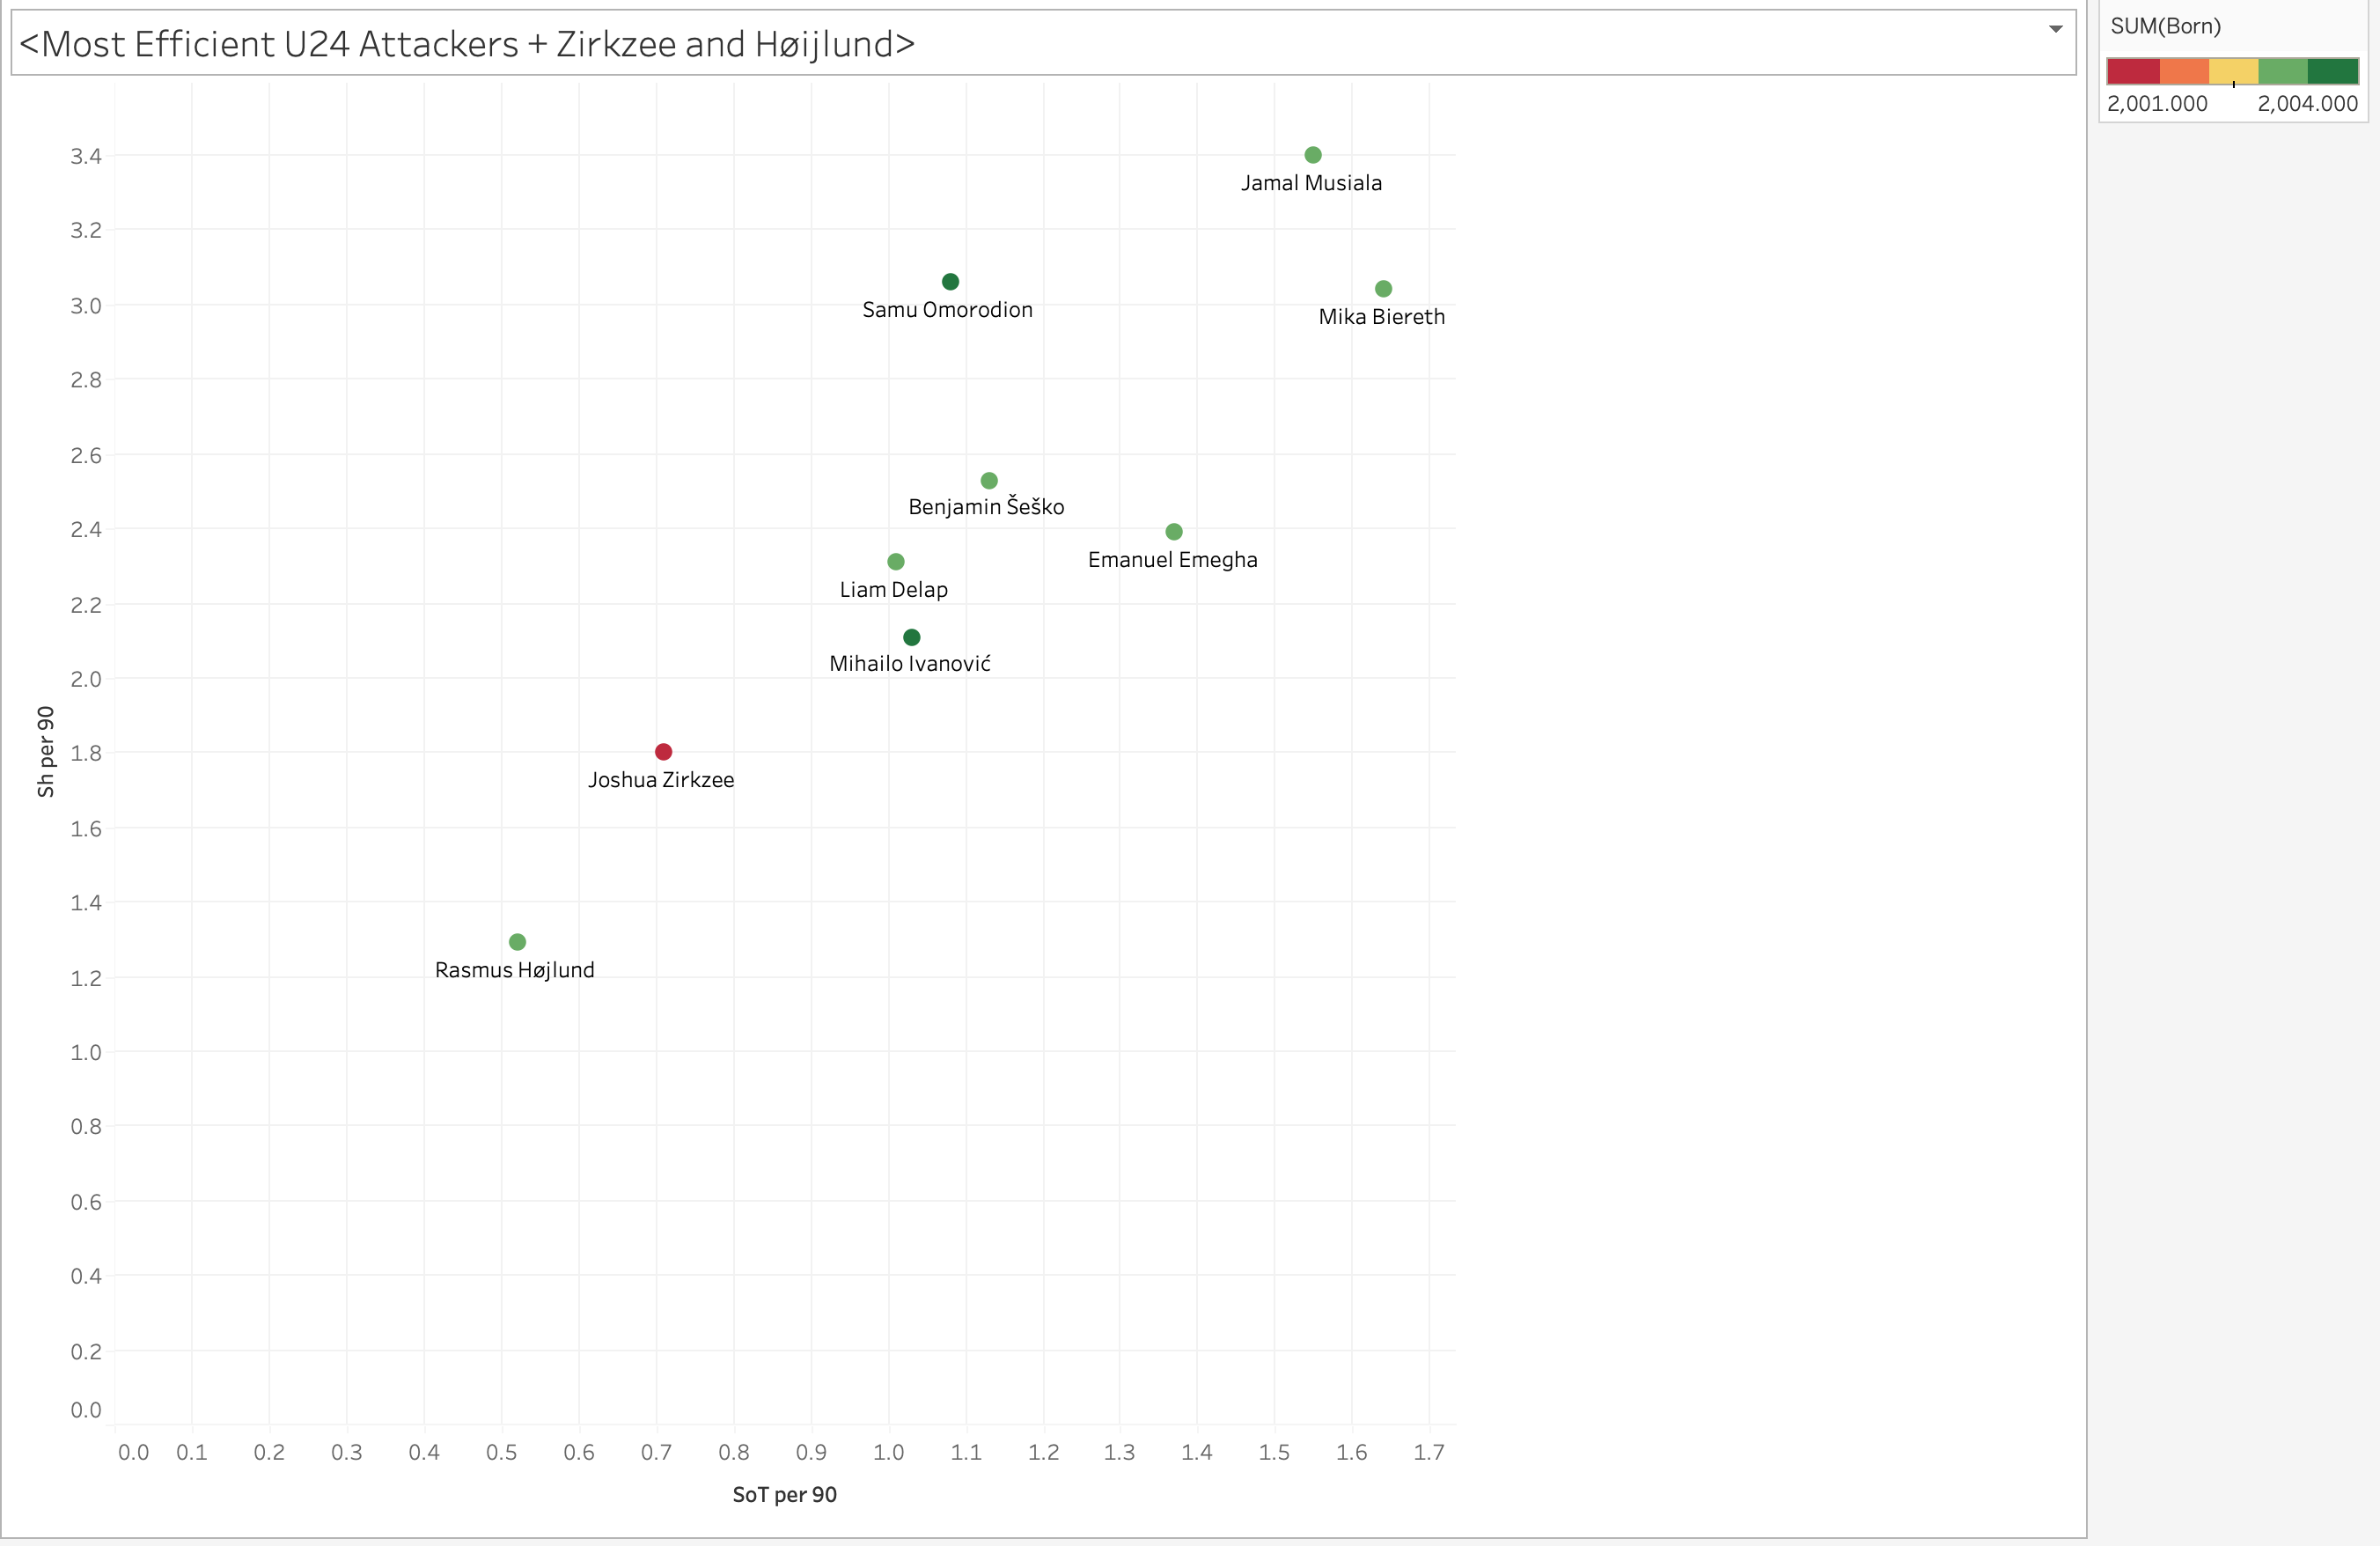 <Most Efficient U24 Attackers + Zirkzee and Høijlund>
SUM(Born)
2,001.000 2,004.000
3.4
Jamal Musiala
3.2
Samu Omorodion
3.0
Mika Biereth
2.8
2.6
Benjamin Šeško
2.4
Emanuel Emegha
Liam Delap
2.2
Mihailo Ivanović
2.0
Sh per 90
1.8
Joshua Zirkzee
1.6
1.4
Rasmus Højlund
1.2
1.0
0.8
0.6
0.4
0.2
0.0
0.0 0.1 0.2 0.3 0.4 0.5 0.6 0.7 0.8 0.9 1.0 1.1 1.2 1.3 1.4 1.5 1.6 1.7
SoT per 90